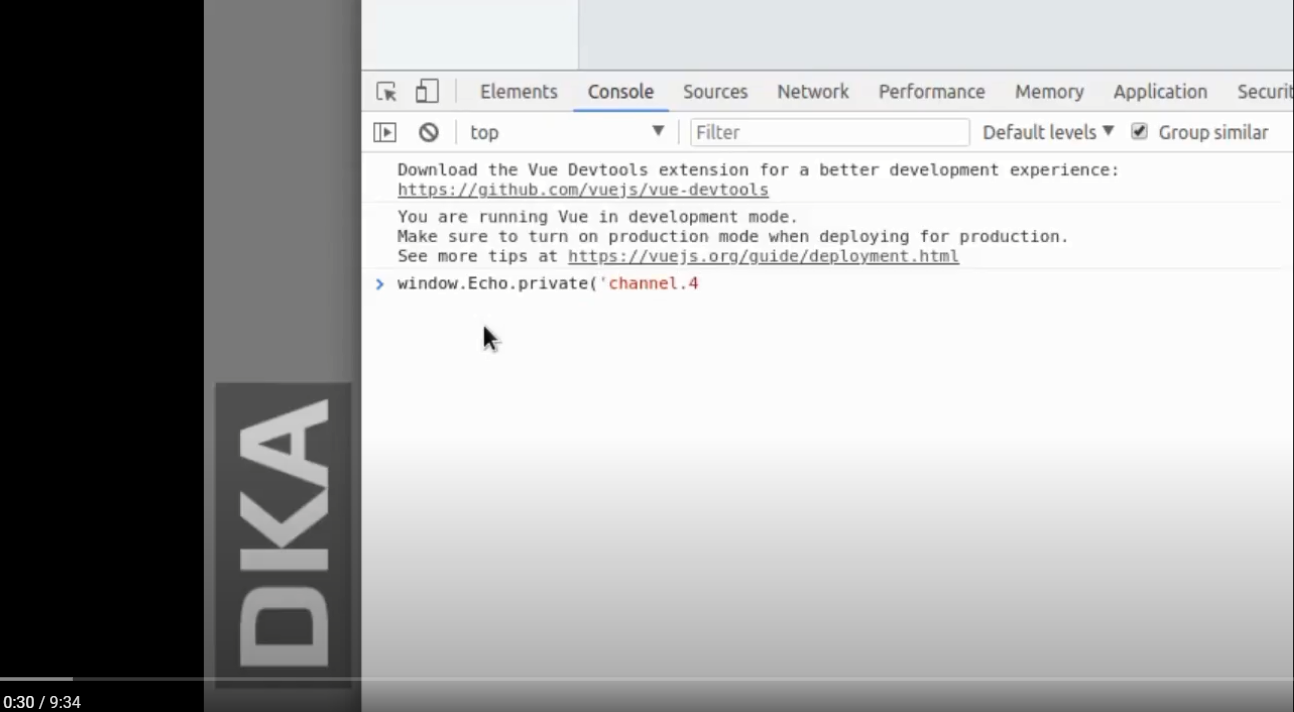 Elements Console Sources Network Performance Memory Application Securit
top Filter Default levels Group similar
Download the Vue Devtools extension for a better development experience:
https://github.com/vuejs/vue-devtools
You are running Vue in development mode.
Make sure to turn on production mode when deploying for production.
See more tips at https://vuejs.org/guide/deployment.html
window.Echo.private('channel.4
DKA
0:30 / 9:34